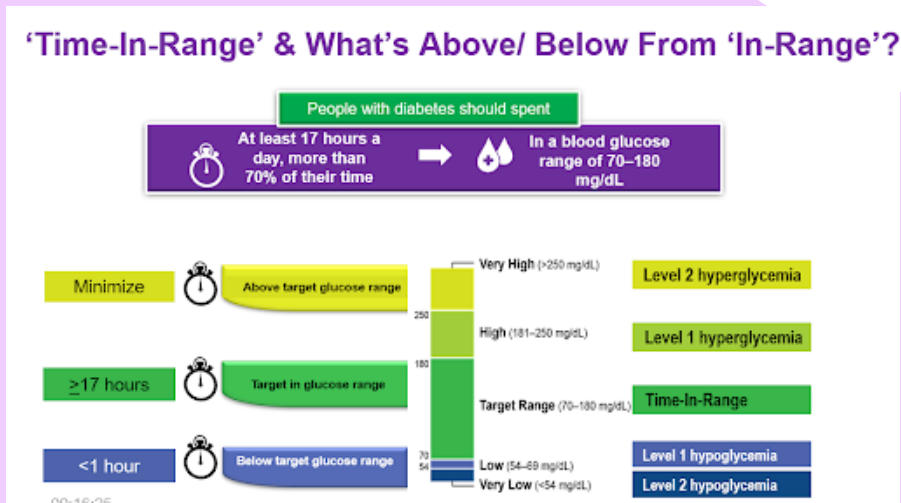 ‘Time-In-Range’ & What’s Above/ Below From ‘In-Range’?
People with diabetes should spent
At least 17 hours a
day, more than
70% of their time
In a blood glucose
range of 70–180
mg/dL
Minimize
Above target glucose range
≥17 hours
Target in glucose range
<1 hour
Below target glucose range
250
180
70
54
Very High (>250 mg/dL)
High (181–250 mg/dL)
Target Range (70–180 mg/dL)
Low (54–69 mg/dL)
Very Low (<54 mg/dL)
Level 2 hyperglycemia
Level 1 hyperglycemia
Time-In-Range
Level 1 hypoglycemia
Level 2 hypoglycemia